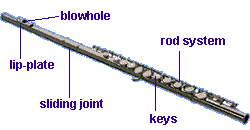 blowhole
rod system
lip-plate
sliding joint
keys